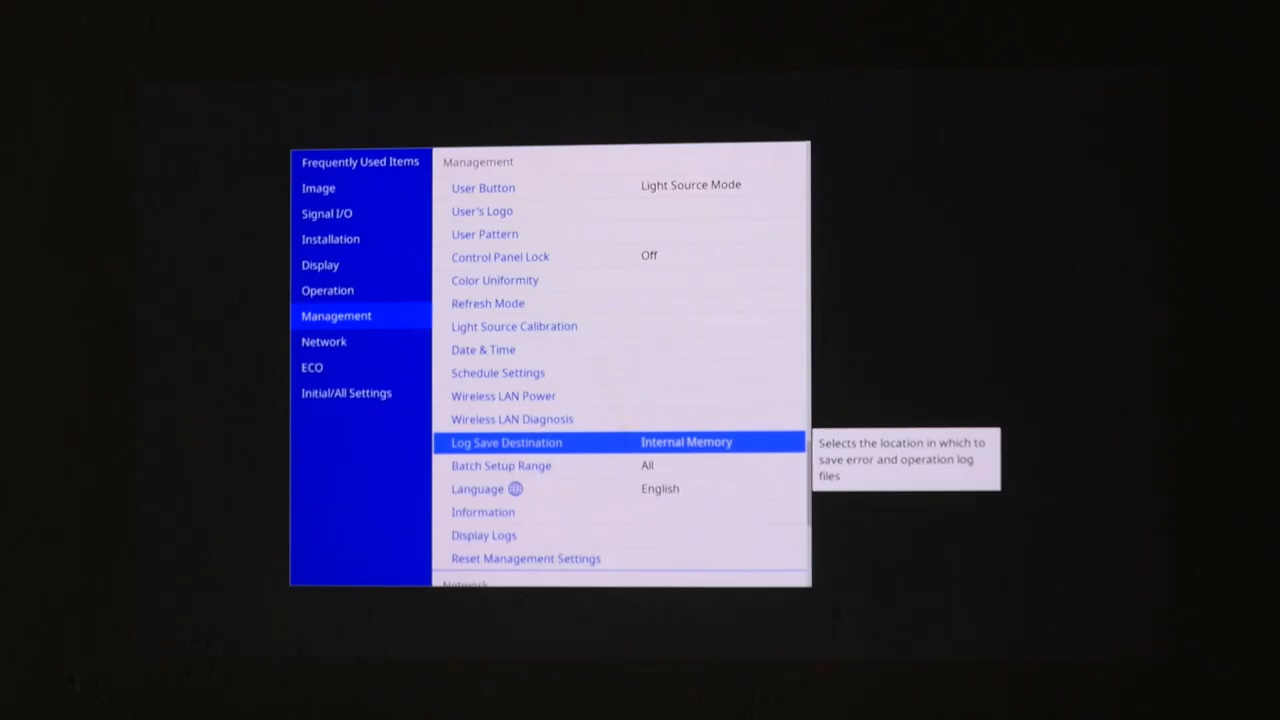 Frequently Used Items
Image
Signal I/O
Installation
Display
Operation
Management
Network
ECO
Initial/All Settings
Management
User Button Light Source Mode
User's Logo
User Pattern
Control Panel Lock Off
Color Uniformity
Refresh Mode
Light Source Calibration
Date & Time
Schedule Settings
Wireless LAN Power
Wireless LAN Diagnosis
Log Save Destination Internal Memory
Batch Setup Range All
Language English
Information
Display Logs
Reset Management Settings
Network
Selects the location in which to
save error and operation log
files